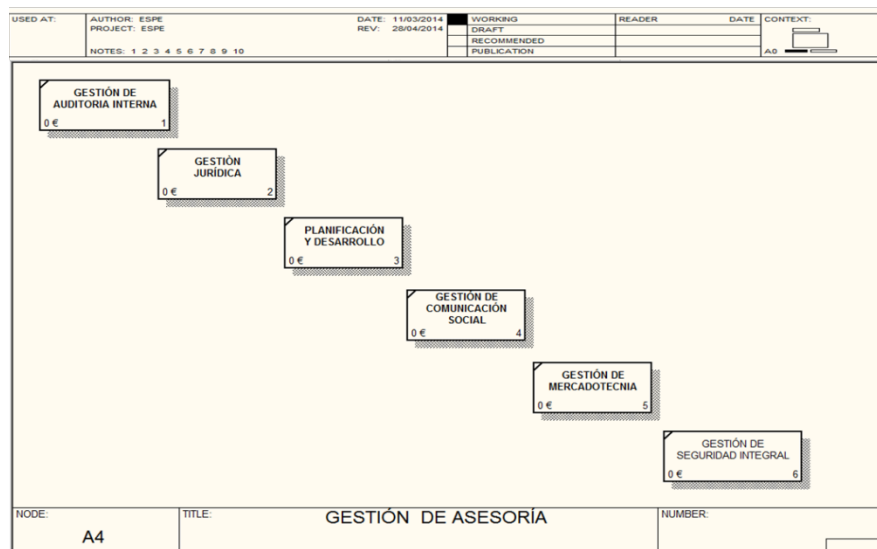 USED AT:
AUTHOR: ESPE
DATE: 11/03/2014
WORKING
READER
DATE
CONTEXT:
PROJECT: ESPE
REV: 28/04/2014
DRAFT
RECOMMENDED
NOTES: 1 2 3 4 5 6 7 8 9 10
PUBLICATION
A0
GESTIÓN DE
AUDITORIA INTERNA
0 €
1
GESTIÓN
JURÍDICA
0 €
2
PLANIFICACIÓN
Y DESARROLLO
0 €
3
GESTIÓN DE
COMUNICACIÓN
SOCIAL
0 €
4
GESTIÓN DE
MERCADOTECNIA
0 €
5
GESTIÓN DE
SEGURIDAD INTEGRAL
0 €
6
NODE:
TITLE:
GESTIÓN DE ASESORÍA
NUMBER:
A4